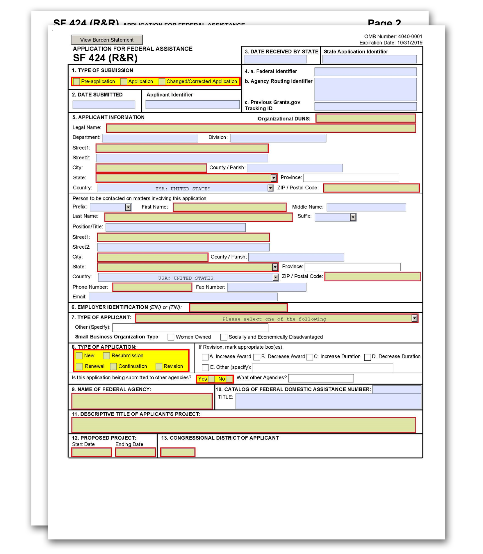 SF 424 (R&R) APPLICATION FOR FEDERAL ASSISTANCE Page 2
View Burden Statement
OMB Number: 4040-0001
Expiration Date: 10/31/2019
APPLICATION FOR FEDERAL ASSISTANCE
SF 424 (R&R)
3. DATE RECEIVED BY STATE State Application Identifier
1. TYPE OF SUBMISSION
4. a. Federal Identifier
Pre-application Application Changed/Corrected Application
b. Agency Routing Identifier
2. DATE SUBMITTED Applicant Identifier
c. Previous Grants.gov
Tracking ID
5. APPLICANT INFORMATION Organizational DUNS:
Legal Name:
Department: Division:
Street1:
Street2:
City: County / Parish:
State: Province:
Country: USA: UNITED STATES ZIP / Postal Code:
Person to be contacted on matters involving this application
Prefix: First Name: Middle Name:
Last Name: Suffix:
Position/Title:
Street1:
Street2:
City: County / Parish:
State: Province:
Country: USA: UNITED STATES ZIP / Postal Code:
Phone Number: Fax Number:
Email:
6. EMPLOYER IDENTIFICATION (EIN) or (TIN):
7. TYPE OF APPLICANT: Please select one of the following
Other (Specify):
Small Business Organization Type Women Owned Socially and Economically Disadvantaged
8. TYPE OF APPLICATION: If Revision, mark appropriate box(es).
New Resubmission
A. Increase Award B. Decrease Award C. Increase Duration D. Decrease Duration
Renewal Continuation Revision
E. Other (specify):
Is this application being submitted to other agencies? Yes No What other Agencies?
9. NAME OF FEDERAL AGENCY: 10. CATALOG OF FEDERAL DOMESTIC ASSISTANCE NUMBER:
TITLE:
11. DESCRIPTIVE TITLE OF APPLICANT'S PROJECT:
12. PROPOSED PROJECT: 13. CONGRESSIONAL DISTRICT OF APPLICANT
Start Date Ending Date